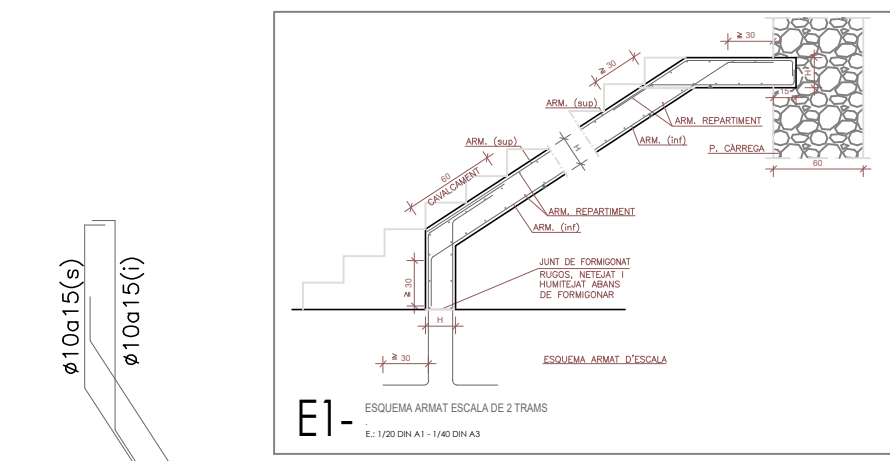 ø10a15(s)
ø10a15(i)
≧ 30
≧ 30
H
15
ARM. (sup)
ARM. REPARTIMENT
ARM. (inf)
P. CÀRREGA
60
H
ARM. (sup)
60
CAVALCAMENT
ARM. REPARTIMENT
ARM. (inf)
≧ 30
JUNT DE FORMIGONAT
RUGOS, NETEJAT I
HUMITEJAT ABANS
DE FORMIGONAR
H
≧ 30
ESQUEMA ARMAT D'ESCALA
E1-
ESQUEMA ARMAT ESCALA DE 2 TRAMS
E.: 1/20 DIN A1 - 1/40 DIN A3